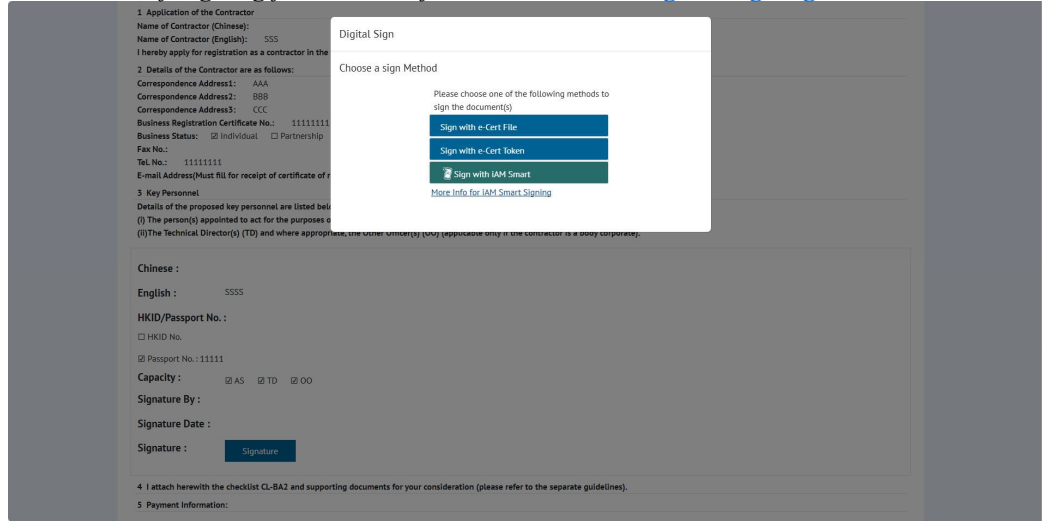 1 Application of the Contractor
Name of Contractor (Chinese):
Name of Contractor (English): SSS
I hereby apply for registration as a contractor in the
2 Details of the Contractor are as follows:
Correspondence Address1: AAA
Correspondence Address2: BBB
Correspondence Address3: CCC
Business Registration Certificate No.: 11111111
Business Status: ☑ Individual ☐ Partnership
Fax No.:
Tel. No.: 11111111
E-mail Address(Must fill for receipt of certificate of r
3 Key Personnel
Details of the proposed key personnel are listed bel
(i) The person(s) appointed to act for the purposes o
(ii)The Technical Director(s) (TD) and where appropriate, the Other Officer(s) (OO) (applicable only if the contractor is a body corporate).
Digital Sign
Choose a sign Method
Please choose one of the following methods to
sign the document(s)
Sign with e-Cert File
Sign with e-Cert Token
Sign with iAM Smart
More Info for iAM Smart Signing
Chinese :
English : SSSS
HKID/Passport No. :
☐ HKID No.
☑ Passport No. : 11111
Capacity : ☑ AS ☑ TD ☑ OO
Signature By :
Signature Date :
Signature : Signature
4 I attach herewith the checklist CL-BA2 and supporting documents for your consideration (please refer to the separate guidelines).
5 Payment Information: